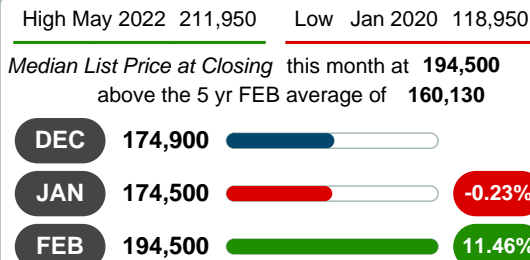 High May 2022 211,950 Low Jan 2020 118,950
Median List Price at Closing this month at 194,500
above the 5 yr FEB average of 160,130
DEC 174,900
JAN 174,500 -0.23%
FEB 194,500 11.46%